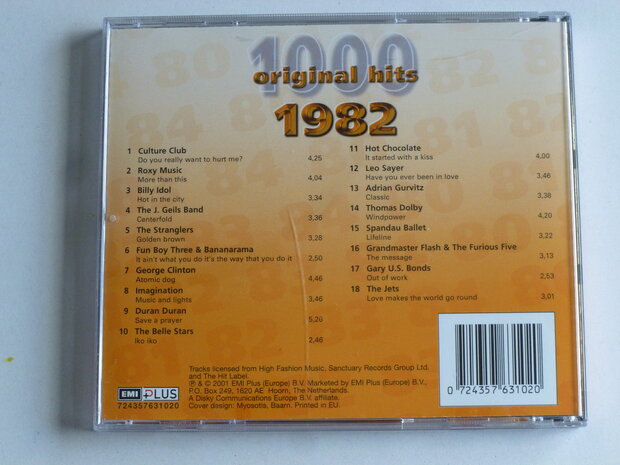 1000
original hits
1982
1 Culture Club
Do you really want to hurt me? 4,25
2 Roxy Music
More than this 4,04
3 Billy Idol
Hot in the city 3,34
4 The J. Geils Band
Centerfold 3,36
5 The Stranglers
Golden brown 3,28
6 Fun Boy Three & Bananarama
It ain't what you do it's the way that you do it 2,50
7 George Clinton
Atomic dog 4,46
8 Imagination
Music and lights 3,46
9 Duran Duran
Save a prayer 5,26
10 The Belle Stars
Iko iko 2,46
11 Hot Chocolate
It started with a kiss 4,00
12 Leo Sayer
Have you ever been in love 3,46
13 Adrian Gurvitz
Classic 3,38
14 Thomas Dolby
Windpower 4,20
15 Spandau Ballet
Lifeline 3,22
16 Grandmaster Flash & The Furious Five
The message 3,13
17 Gary U.S. Bonds
Out of work 2,53
18 The Jets
Love makes the world go round 3,01
Tracks licensed from High Fashion Music, Sanctuary Records Group Ltd.
and The Hit Label.
℗ & © 2001 EMI Plus (Europe) B.V. Marketed by EMI Plus (Europe) B.V.,
P.O. Box 249, 1620 AE Hoorn, The Netherlands.
A Disky Communications Europe B.V. affiliate.
Cover design: Myosotis, Baarn. Printed in EU.
EMI PLUS
724357631020
0 724357 631020